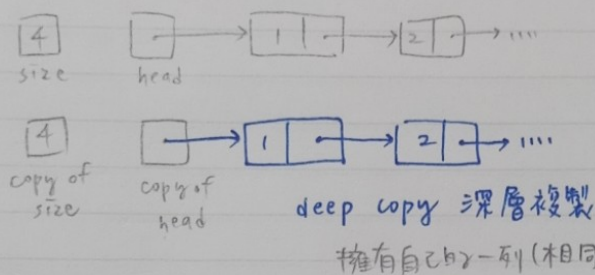 4 1 2 ....
size head
4 1 2 ....
copy of size copy of head
deep copy 深層複製
擁有自己的一列(相同